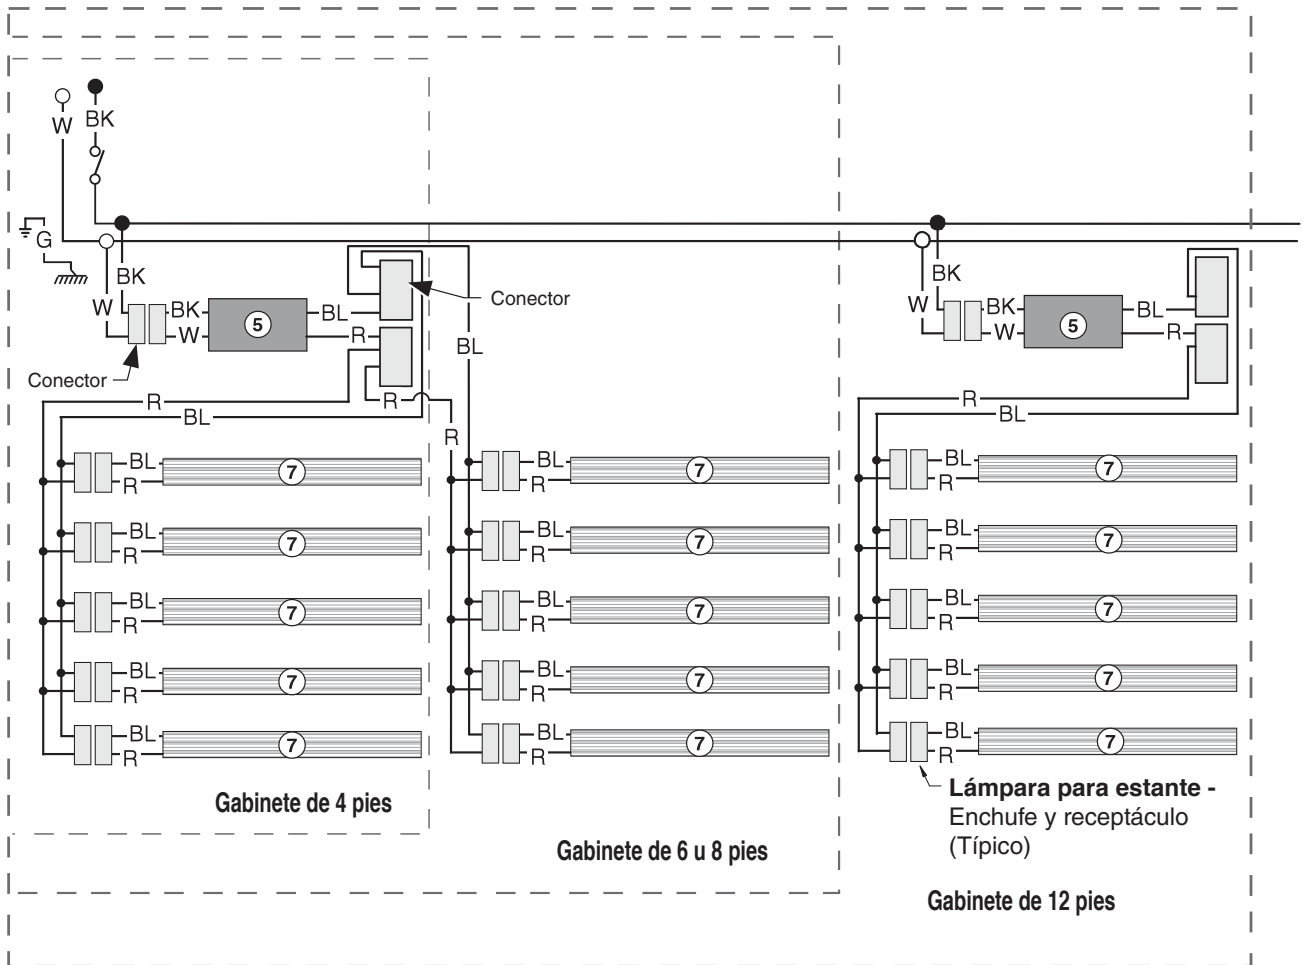 W
BK
G
BK
W
BK
W
5
BL
R
Conector
Conector
BL
R
BL
R
R
BK
W
BK
W
5
BL
R
R
BL
BL
R
7
BL
R
7
BL
R
7
BL
R
7
BL
R
7
BL
R
7
BL
R
7
BL
R
7
BL
R
7
BL
R
7
BL
R
7
BL
R
7
BL
R
7
BL
R
7
BL
R
7
Gabinete de 4 pies
Gabinete de 6 u 8 pies
Lámpara para estante -
Enchufe y receptáculo
(Típico)
Gabinete de 12 pies